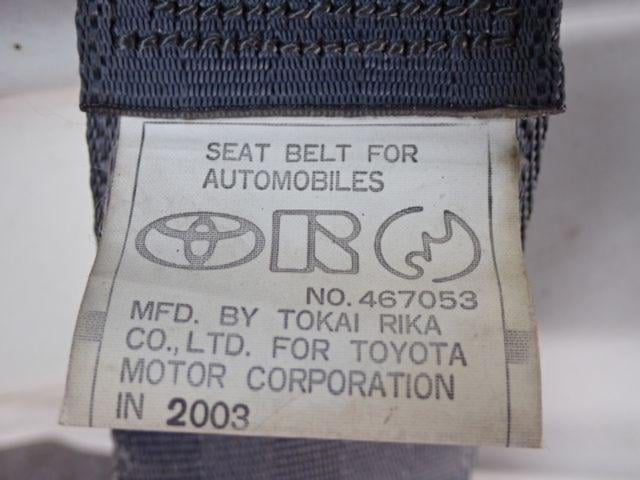 SEAT BELT FOR
AUTOMOBILES
R
NO. 467053
MFD. BY TOKAI RIKA
CO., LTD. FOR TOYOTA
MOTOR CORPORATION
IN 2003